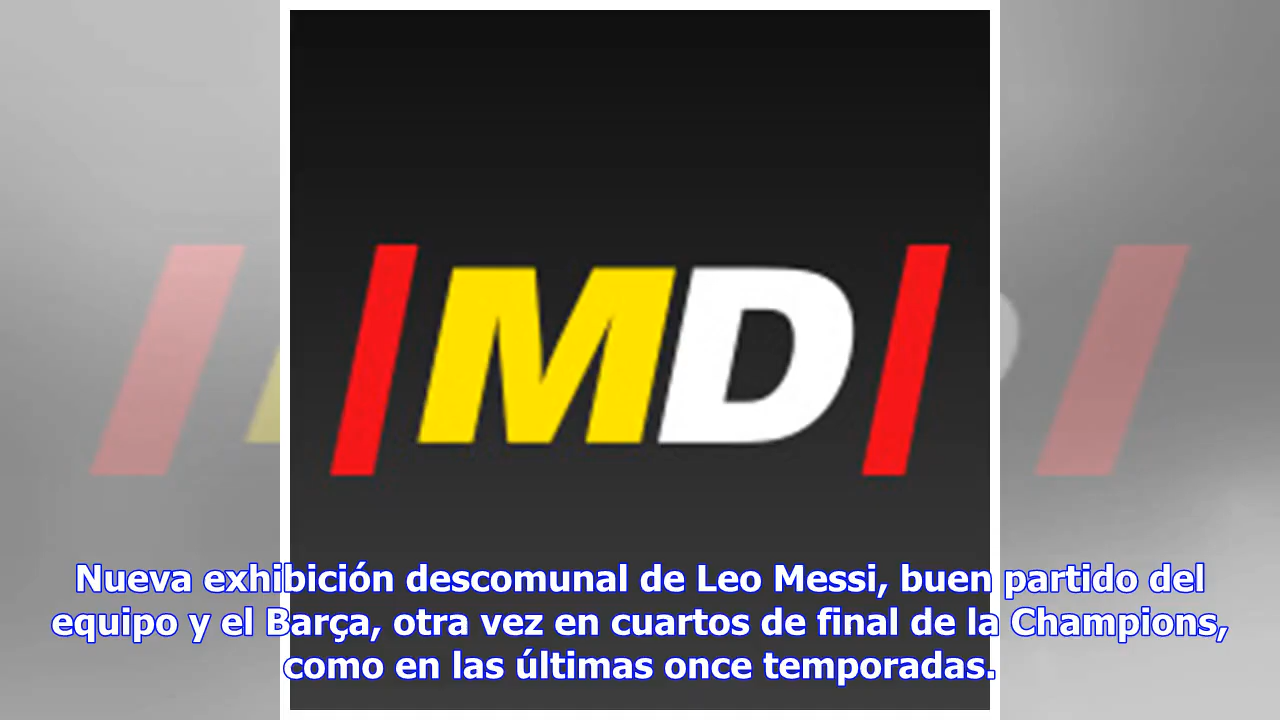 MD
Nueva exhibición descomunal de Leo Messi, buen partido del
equipo y el Barça, otra vez en cuartos de final de la Champions,
como en las últimas once temporadas.